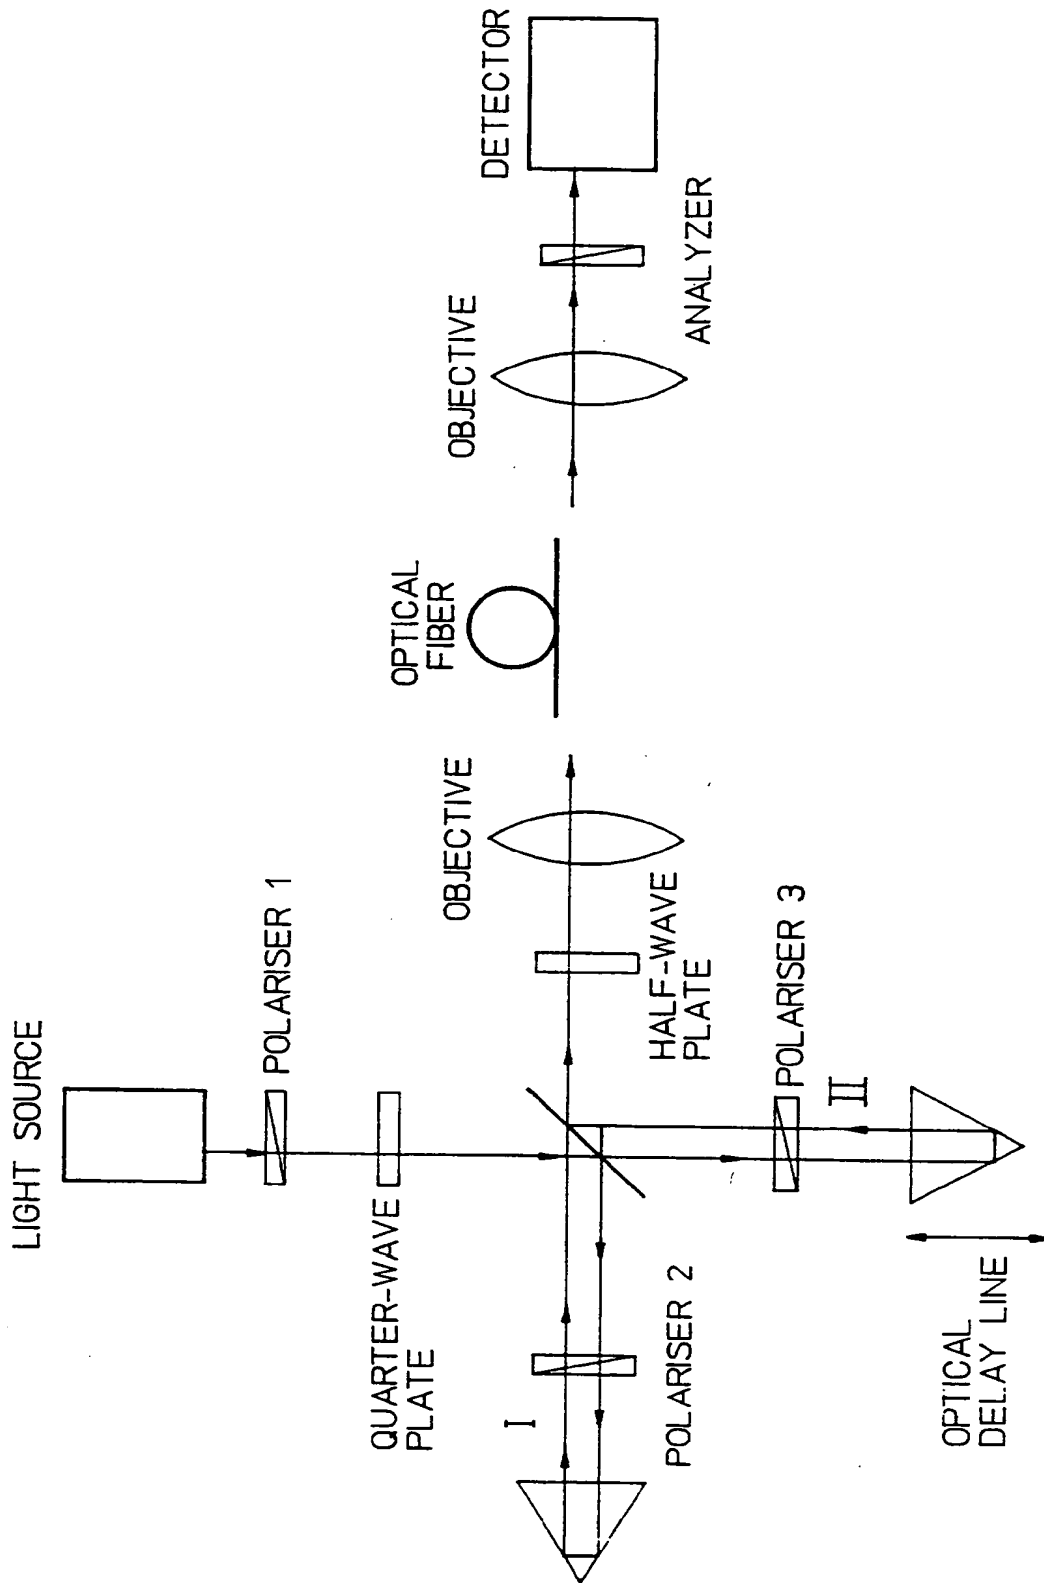 LIGHT SOURCE
POLARISER 1
QUARTER-WAVE
PLATE
I
POLARISER 2
HALF-WAVE
PLATE
POLARISER 3
II
OPTICAL
DELAY LINE
OBJECTIVE
OPTICAL
FIBER
OBJECTIVE
ANALYZER
DETECTOR